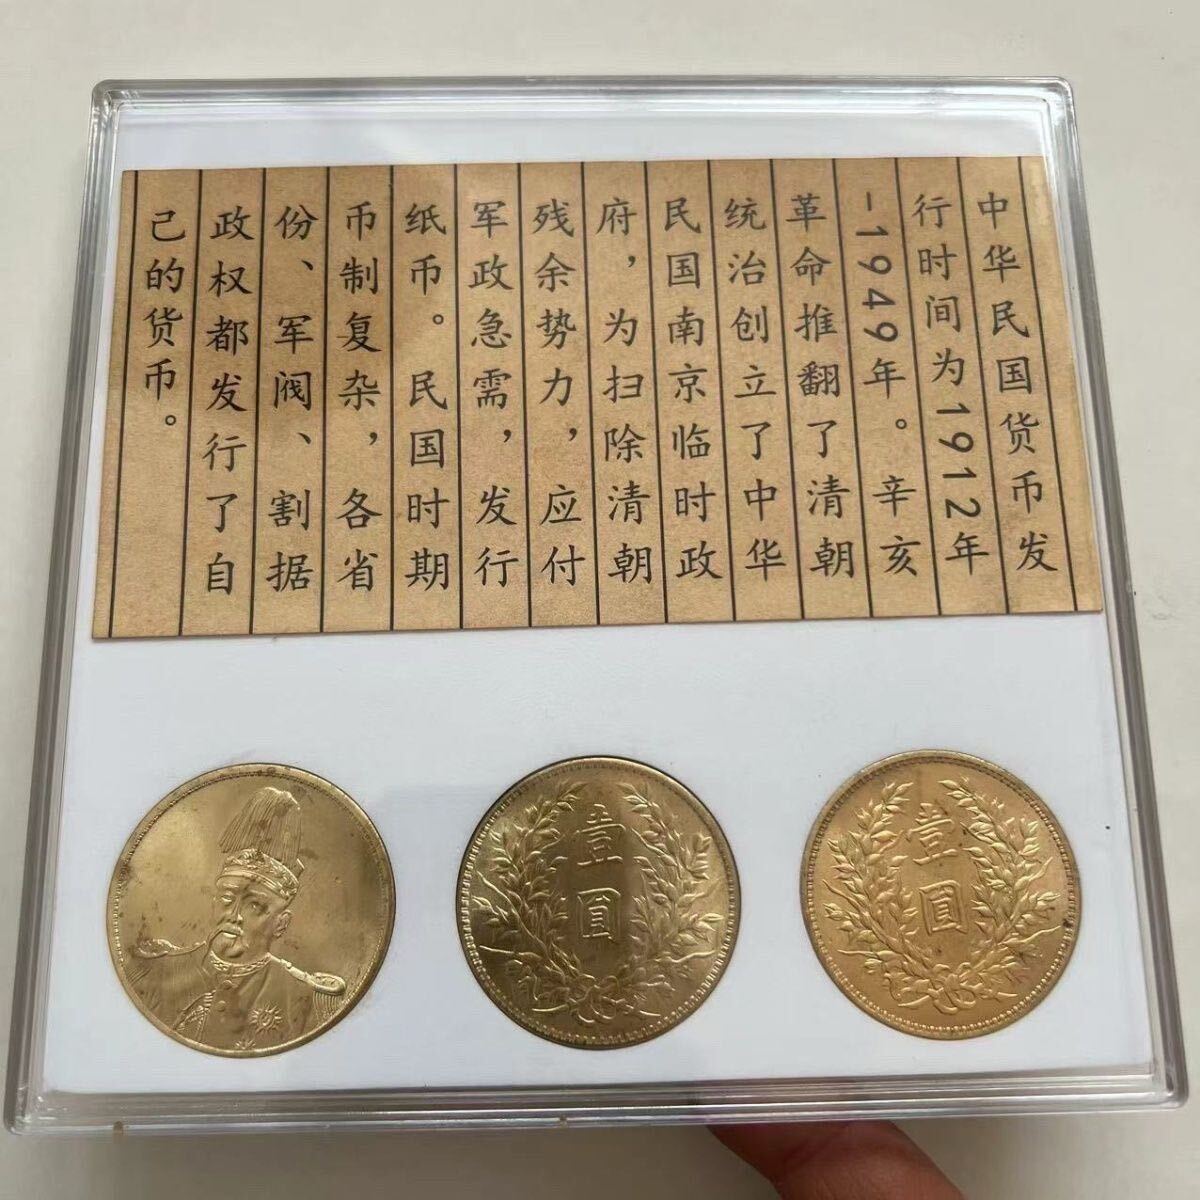 中华民国货币发
行时间为1912年
-1949年。辛亥
革命推翻了清朝
统治创立了中华
民国南京临时政
府，为扫除清朝
残余势力，应付
军政急需，发行
纸币。民国时期
币制复杂，各省
份、军阀、割据
政权都发行了自
己的货币。
壹圓
壹圓